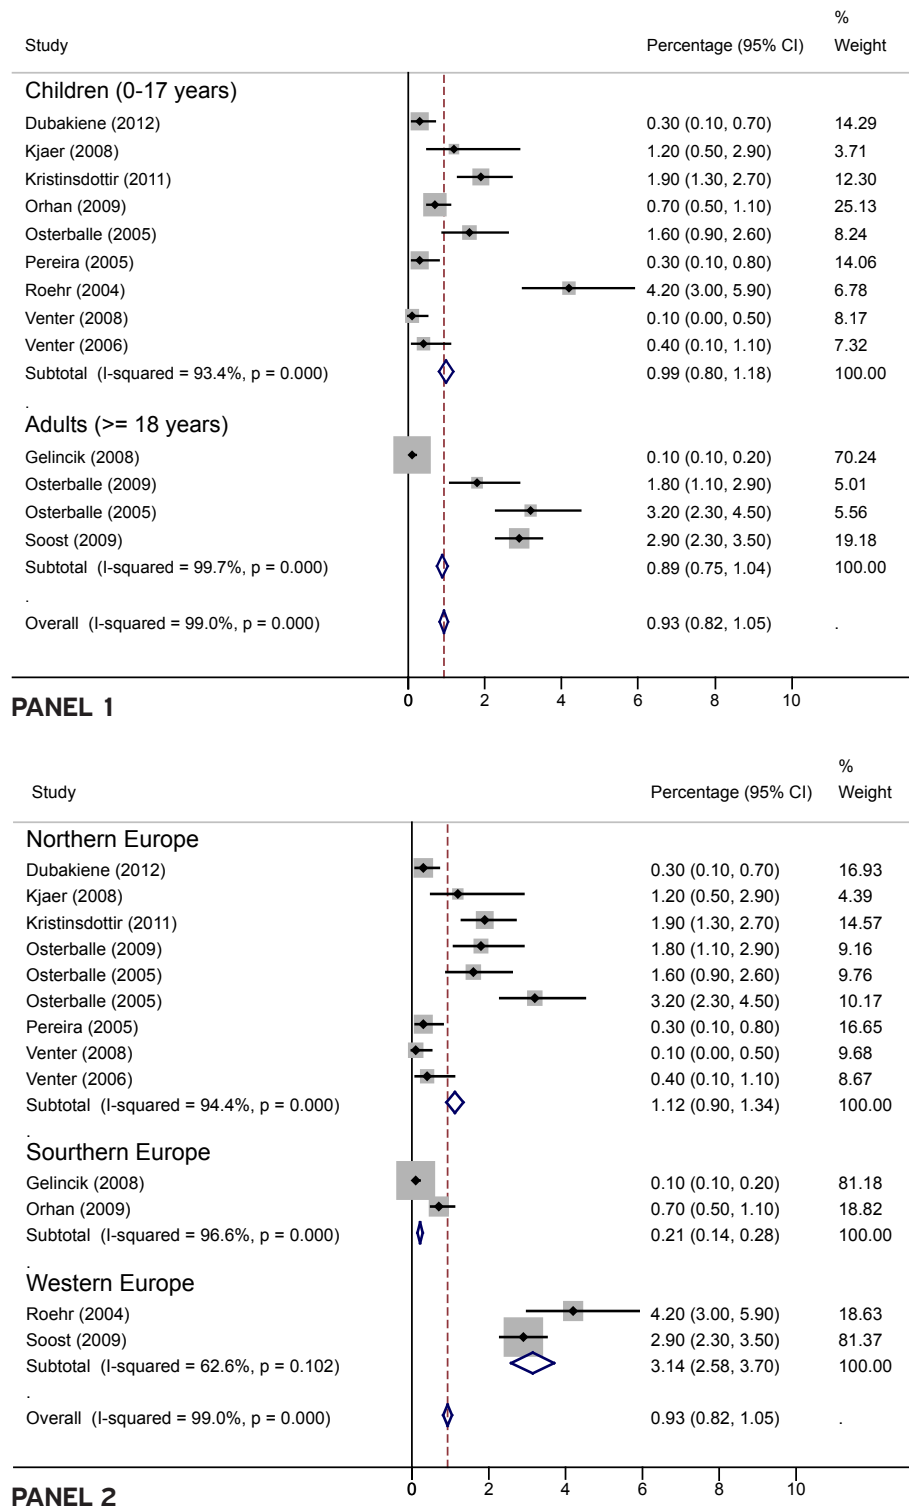 %
Study Percentage (95% CI) Weight
Children (0-17 years)
Dubakiene (2012) 0.30 (0.10, 0.70) 14.29
Kjaer (2008) 1.20 (0.50, 2.90) 3.71
Kristinsdottir (2011) 1.90 (1.30, 2.70) 12.30
Orhan (2009) 0.70 (0.50, 1.10) 25.13
Osterballe (2005) 1.60 (0.90, 2.60) 8.24
Pereira (2005) 0.30 (0.10, 0.80) 14.06
Roehr (2004) 4.20 (3.00, 5.90) 6.78
Venter (2008) 0.10 (0.00, 0.50) 8.17
Venter (2006) 0.40 (0.10, 1.10) 7.32
Subtotal (I-squared = 93.4%, p = 0.000) 0.99 (0.80, 1.18) 100.00
.
Adults (>= 18 years)
Gelincik (2008) 0.10 (0.10, 0.20) 70.24
Osterballe (2009) 1.80 (1.10, 2.90) 5.01
Osterballe (2005) 3.20 (2.30, 4.50) 5.56
Soost (2009) 2.90 (2.30, 3.50) 19.18
Subtotal (I-squared = 99.7%, p = 0.000) 0.89 (0.75, 1.04) 100.00
.
Overall (I-squared = 99.0%, p = 0.000) 0.93 (0.82, 1.05) .
0 2 4 6 8 10
PANEL 1
%
Study Percentage (95% CI) Weight
Northern Europe
Dubakiene (2012) 0.30 (0.10, 0.70) 16.93
Kjaer (2008) 1.20 (0.50, 2.90) 4.39
Kristinsdottir (2011) 1.90 (1.30, 2.70) 14.57
Osterballe (2009) 1.80 (1.10, 2.90) 9.16
Osterballe (2005) 1.60 (0.90, 2.60) 9.76
Osterballe (2005) 3.20 (2.30, 4.50) 10.17
Pereira (2005) 0.30 (0.10, 0.80) 16.65
Venter (2008) 0.10 (0.00, 0.50) 9.68
Venter (2006) 0.40 (0.10, 1.10) 8.67
Subtotal (I-squared = 94.4%, p = 0.000) 1.12 (0.90, 1.34) 100.00
.
Sourthern Europe
Gelincik (2008) 0.10 (0.10, 0.20) 81.18
Orhan (2009) 0.70 (0.50, 1.10) 18.82
Subtotal (I-squared = 96.6%, p = 0.000) 0.21 (0.14, 0.28) 100.00
.
Western Europe
Roehr (2004) 4.20 (3.00, 5.90) 18.63
Soost (2009) 2.90 (2.30, 3.50) 81.37
Subtotal (I-squared = 62.6%, p = 0.102) 3.14 (2.58, 3.70) 100.00
.
Overall (I-squared = 99.0%, p = 0.000) 0.93 (0.82, 1.05) .
0 2 4 6 8 10
PANEL 2